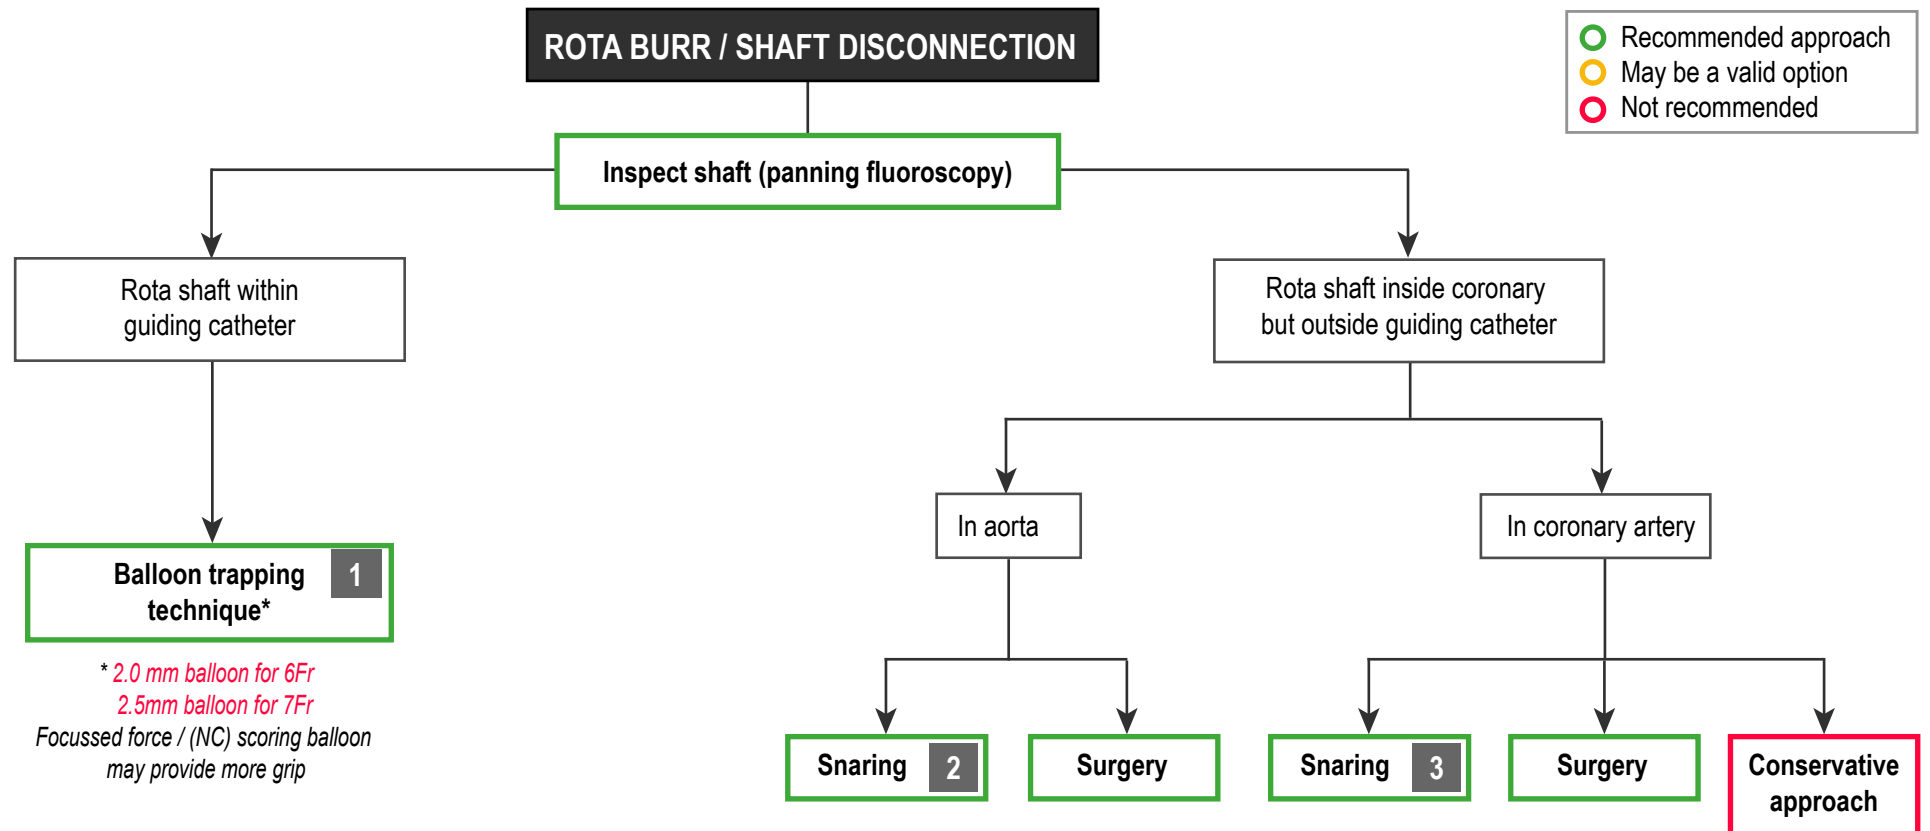 ROTA BURR / SHAFT DISCONNECTION
Recommended approach
May be a valid option
Not recommended
Inspect shaft (panning fluoroscopy)
Rota shaft within
guiding catheter
Rota shaft inside coronary
but outside guiding catheter
In aorta
In coronary artery
Balloon trapping
technique*
1
* 2.0 mm balloon for 6Fr
2.5mm balloon for 7Fr
Focussed force / (NC) scoring balloon
may provide more grip
Snaring 2
Surgery
Snaring 3
Surgery
Conservative
approach